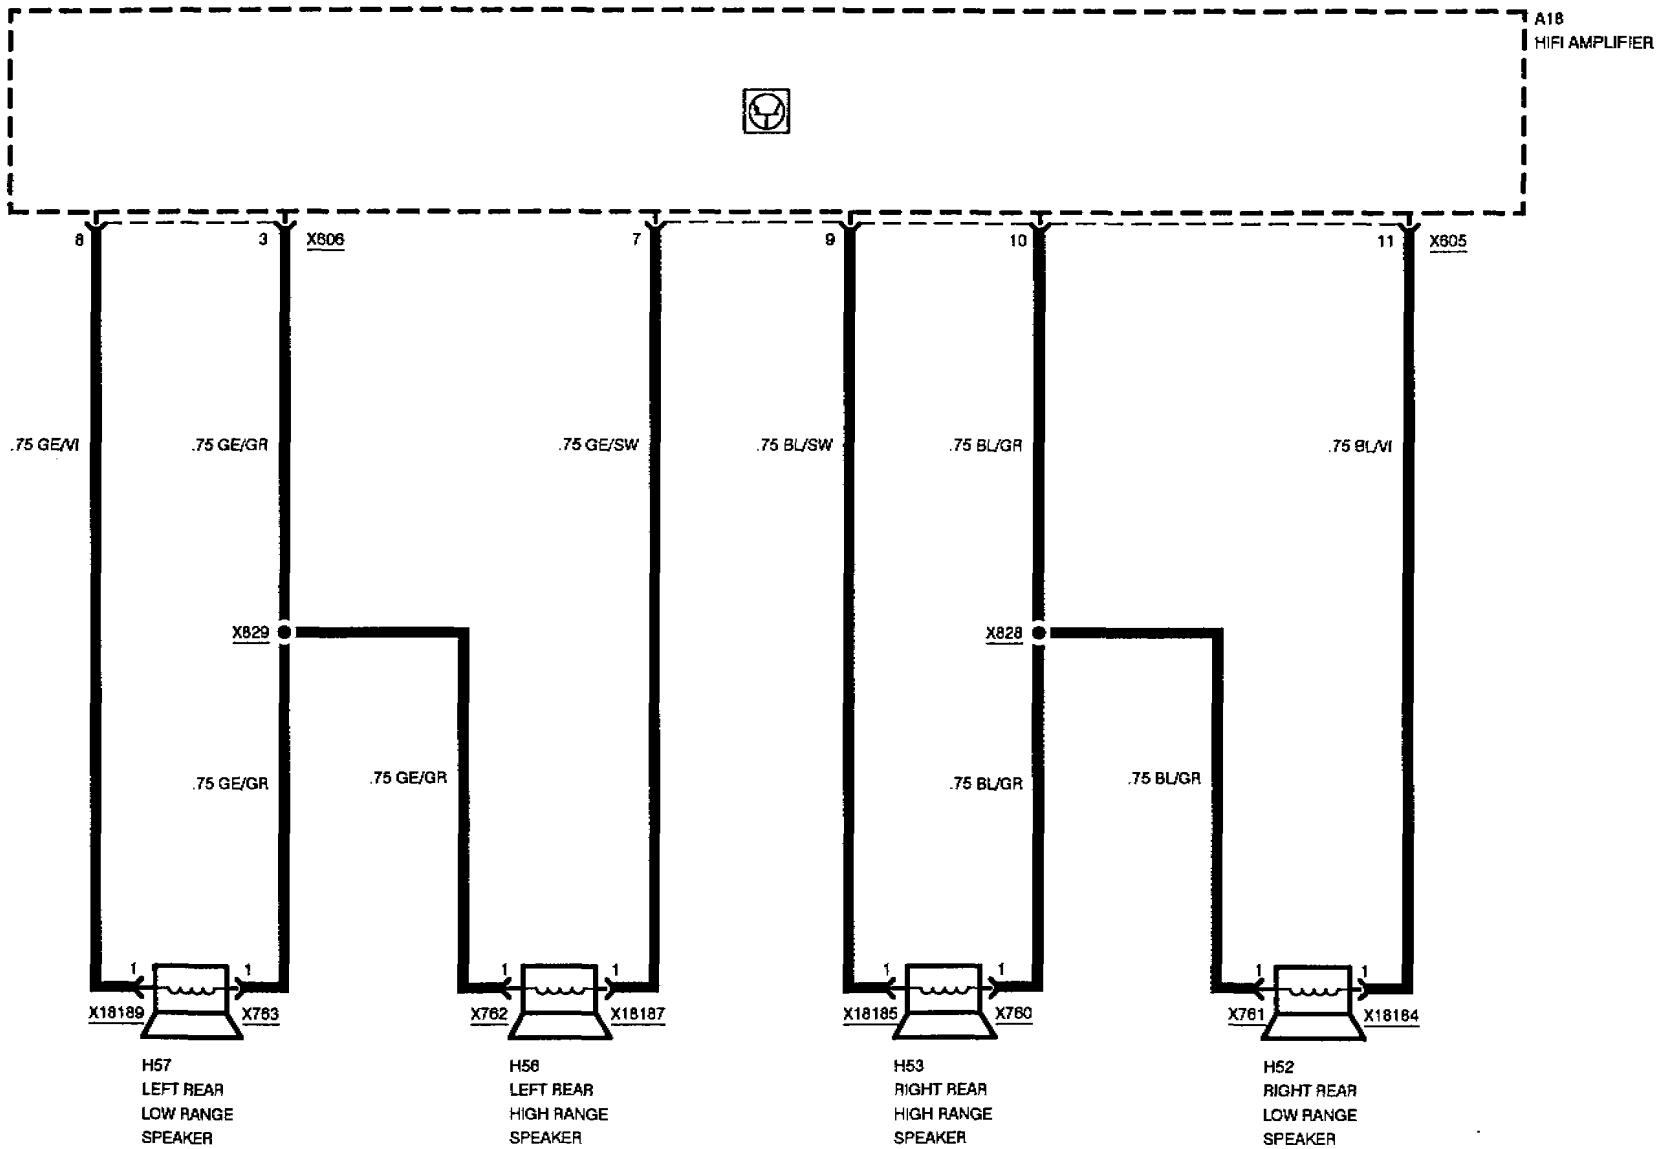 A18
HIFI AMPLIFIER
8
3
X606
7
9
10
11
X605
.75 GE/VI
.75 GE/GR
.75 GE/SW
.75 BL/SW
.75 BL/GR
.75 BL/VI
X829
X828
.75 GE/GR
.75 GE/GR
.75 BL/GR
.75 BL/GR
1
1
1
1
1
1
1
1
X18189
X763
X762
X18187
X18185
X760
X761
X18184
H57
LEFT REAR
LOW RANGE
SPEAKER
H56
LEFT REAR
HIGH RANGE
SPEAKER
H53
RIGHT REAR
HIGH RANGE
SPEAKER
H52
RIGHT REAR
LOW RANGE
SPEAKER